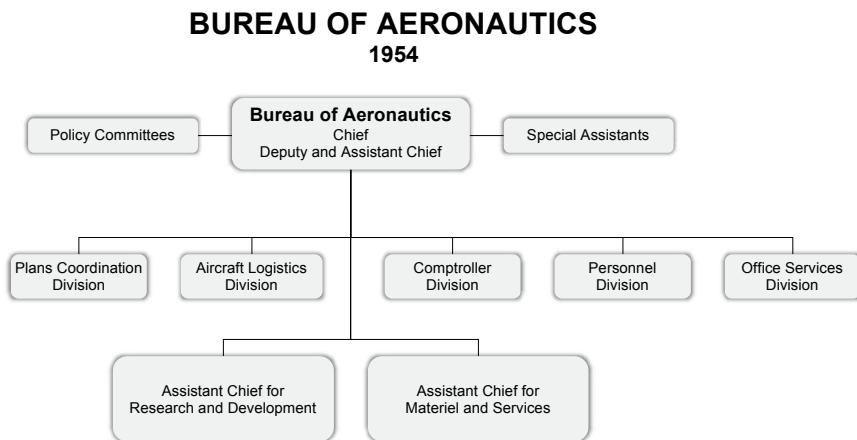 BUREAU OF AERONAUTICS
1954
Policy Committees
Bureau of Aeronautics
Chief
Deputy and Assistant Chief
Special Assistants
Plans Coordination
Division
Aircraft Logistics
Division
Comptroller
Division
Personnel
Division
Office Services
Division
Assistant Chief for
Research and Development
Assistant Chief for
Materiel and Services